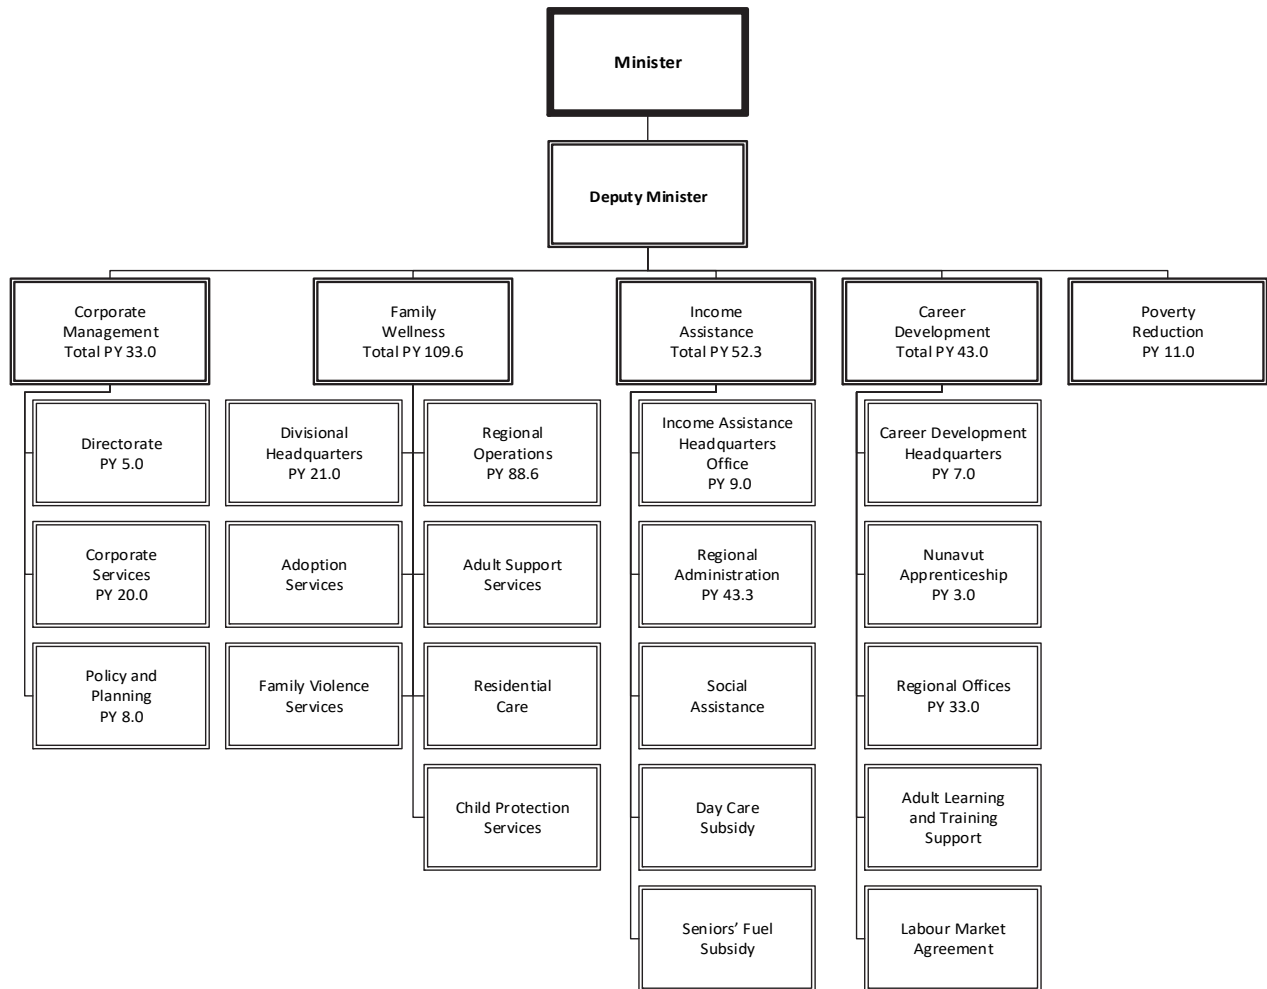 Minister
Deputy Minister
Corporate
Management
Total PY 33.0
Family
Wellness
Total PY 109.6
Income
Assistance
Total PY 52.3
Career
Development
Total PY 43.0
Poverty
Reduction
PY 11.0
Directorate
PY 5.0
Corporate
Services
PY 20.0
Policy and
Planning
PY 8.0
Divisional
Headquarters
PY 21.0
Regional
Operations
PY 88.6
Adoption
Services
Adult Support
Services
Family Violence
Services
Residential
Care
Child Protection
Services
Income Assistance
Headquarters
Office
PY 9.0
Regional
Administration
PY 43.3
Social
Assistance
Day Care
Subsidy
Seniors’ Fuel
Subsidy
Career Development
Headquarters
PY 7.0
Nunavut
Apprenticeship
PY 3.0
Regional Offices
PY 33.0
Adult Learning
and Training
Support
Labour Market
Agreement